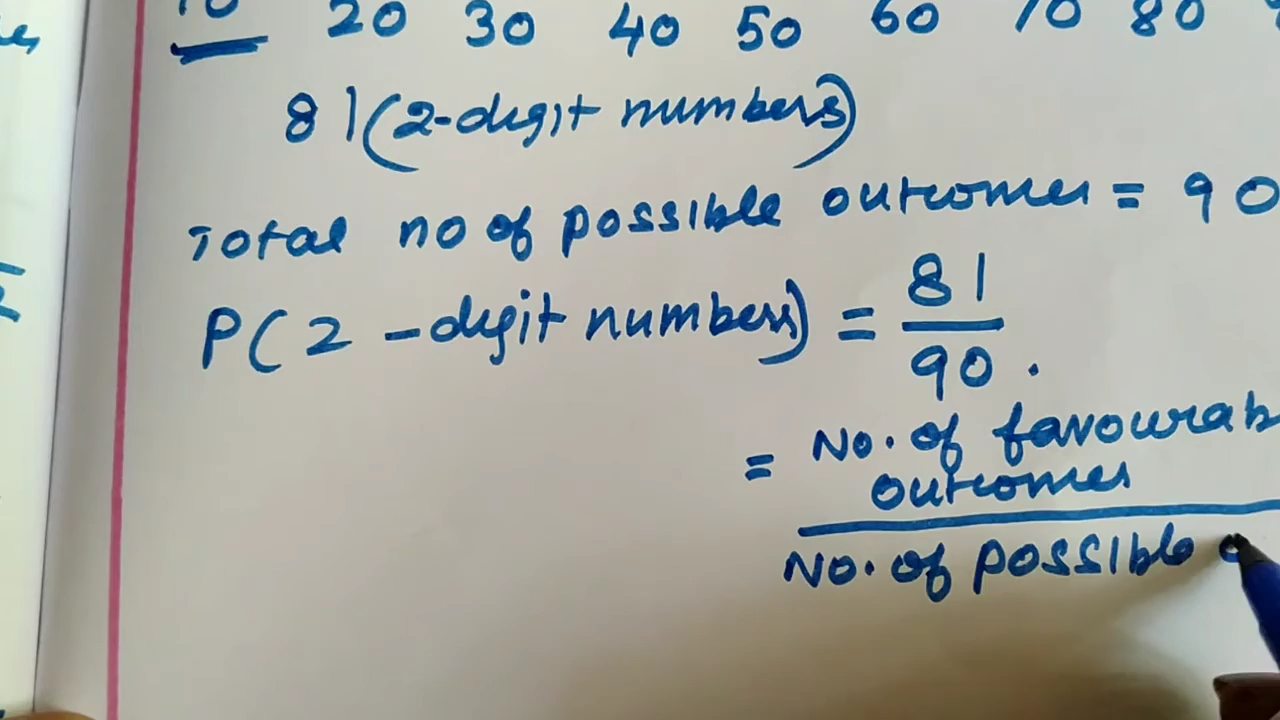 10 20 30 40 50 60 70 80
81 (2-digit numbers)
Total no of possible outcomes = 90
P(2-digit numbers) = 81
90.
= No. of favourab
outcomes
No. of possible o